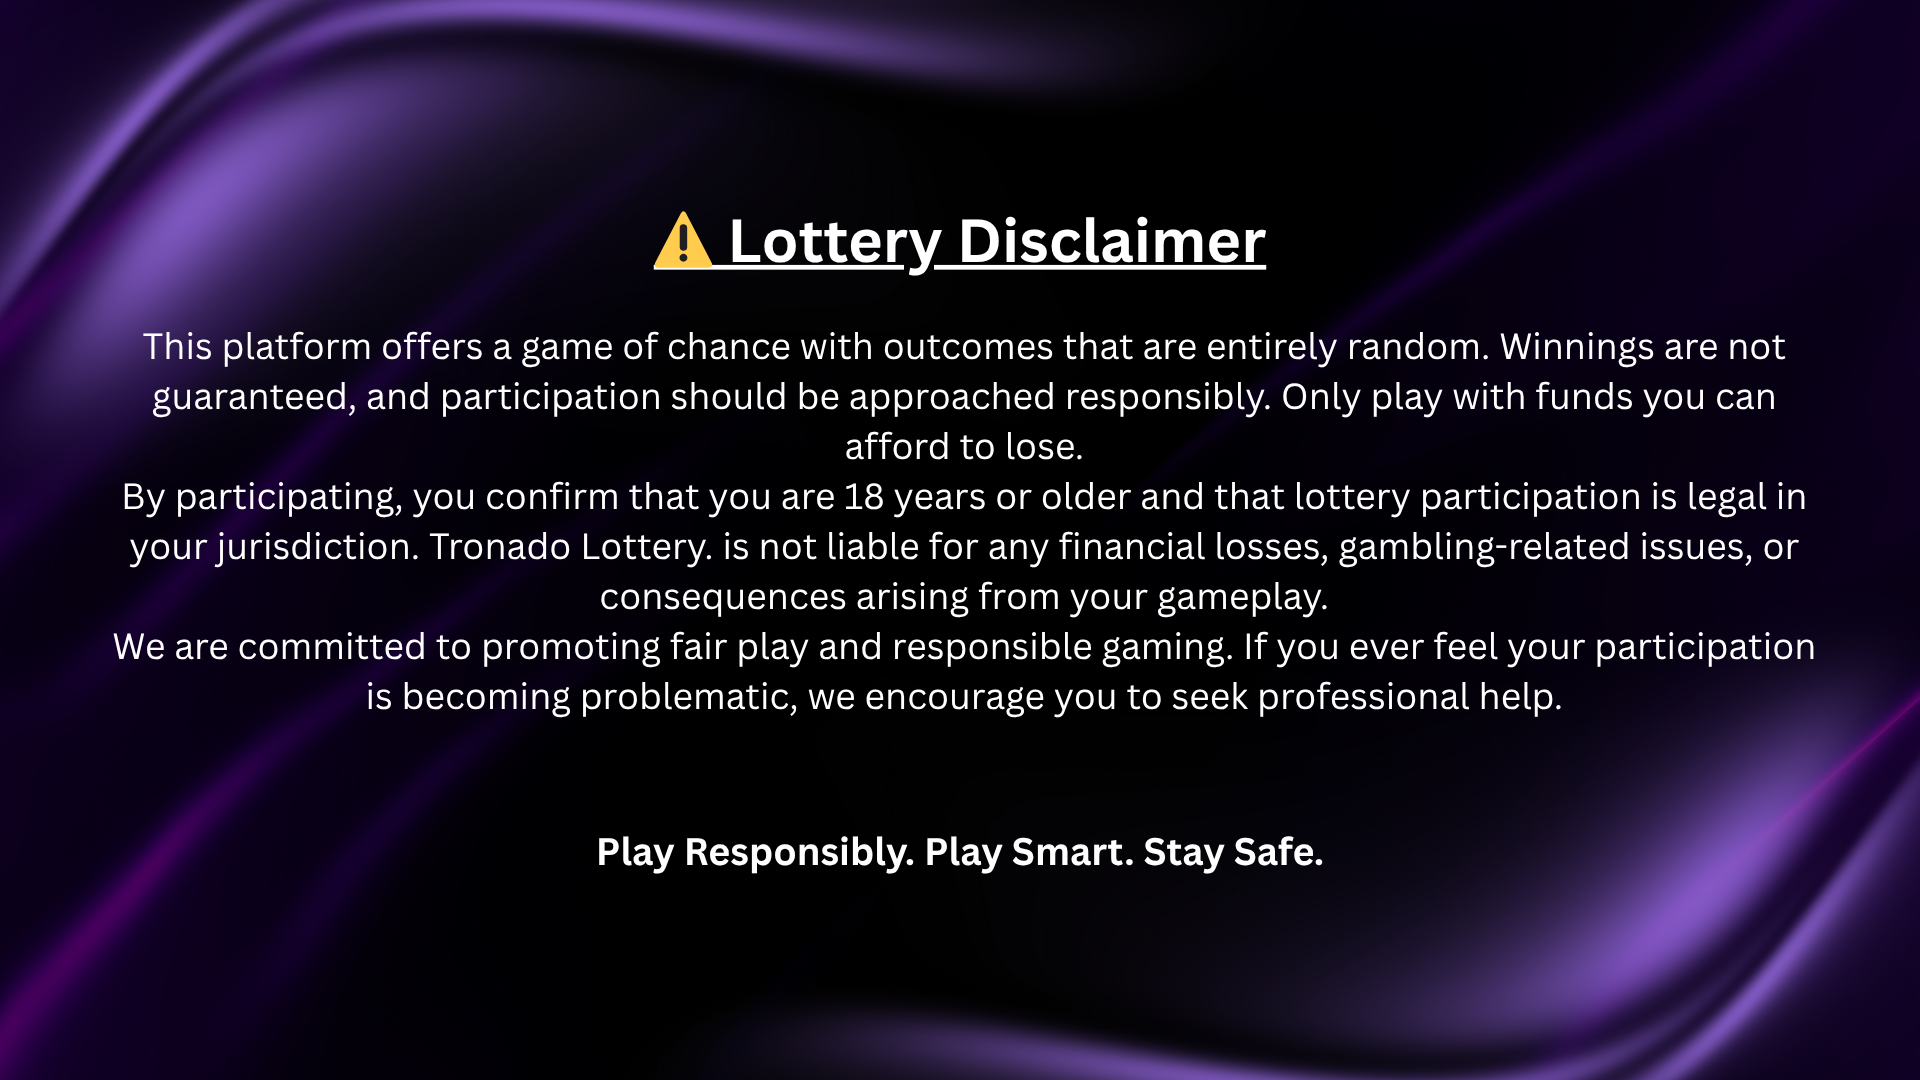 ⚠️ Lottery Disclaimer
This platform offers a game of chance with outcomes that are entirely random. Winnings are not
guaranteed, and participation should be approached responsibly. Only play with funds you can
afford to lose.
By participating, you confirm that you are 18 years or older and that lottery participation is legal in
your jurisdiction. Tronado Lottery. is not liable for any financial losses, gambling-related issues, or
consequences arising from your gameplay.
We are committed to promoting fair play and responsible gaming. If you ever feel your participation
is becoming problematic, we encourage you to seek professional help.
Play Responsibly. Play Smart. Stay Safe.